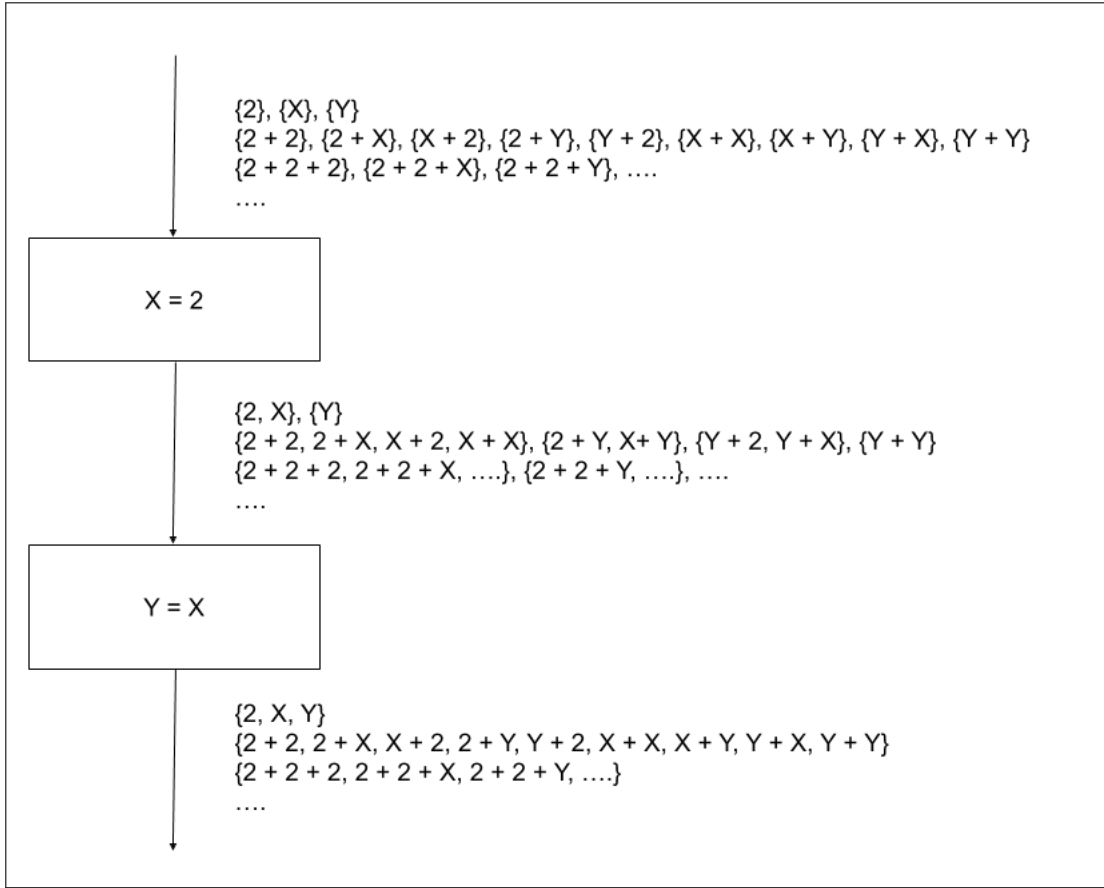 {2}, {X}, {Y}
{2 + 2}, {2 + X}, {X + 2}, {2 + Y}, {Y + 2}, {X + X}, {X + Y}, {Y + X}, {Y + Y}
{2 + 2 + 2}, {2 + 2 + X}, {2 + 2 + Y}, ….
….
X = 2
{2, X}, {Y}
{2 + 2, 2 + X, X + 2, X + X}, {2 + Y, X+ Y}, {Y + 2, Y + X}, {Y + Y}
{2 + 2 + 2, 2 + 2 + X, ….}, {2 + 2 + Y, ….}, ….
….
Y = X
{2, X, Y}
{2 + 2, 2 + X, X + 2, 2 + Y, Y + 2, X + X, X + Y, Y + X, Y + Y}
{2 + 2 + 2, 2 + 2 + X, 2 + 2 + Y, ….}
….